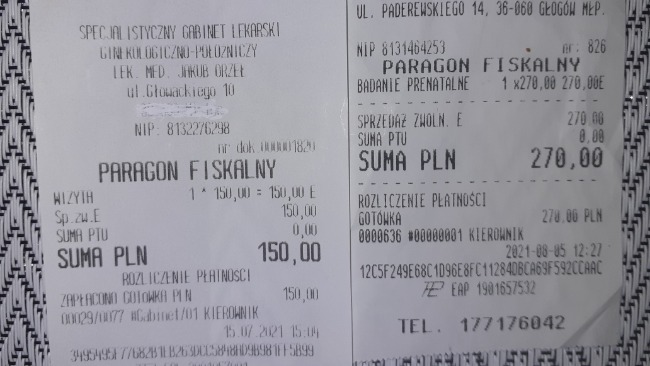 SPECJALISTYCZNY GABINET LEKARSKI
GINEKOLOGICZNO-POŁOŻNICZY
LEK. MED. JAKUB ORZEŁ
ul.Głowackiego 10
NIP: 8132276298
nr dok 000001820
PARAGON FISKALNY
WIZYTA 1 * 150,00 = 150,00 E
Sp.zw.E 150,00
SUMA PTU 0,00
SUMA PLN 150,00
ROZLICZENIE PŁATNOŚCI
ZAPŁACONO GOTÓWKA PLN 150,00
00029/0077 #Gabinet/01 KIEROWNIK
15.07.2021 15:04
UL. PADEREWSKIEGO 14, 36-060 GŁOGÓW MŁP.
NIP 8131464253 nr. 826
PARAGON FISKALNY
BADANIE PRENATALNE 1 x270,00 270,00E
SPRZEDAŻ ZWOLN. E 270,00
SUMA PTU 0,00
SUMA PLN 270,00
ROZLICZENIE PŁATNOŚCI
GOTÓWKA 270,00 PLN
0000636 #00000001 KIEROWNIK
2021-08-05 12:27
12C5F249E68C1D96E8FC11284DBCA69F592CCAAC
EAP 1901657532
TEL. 177176042